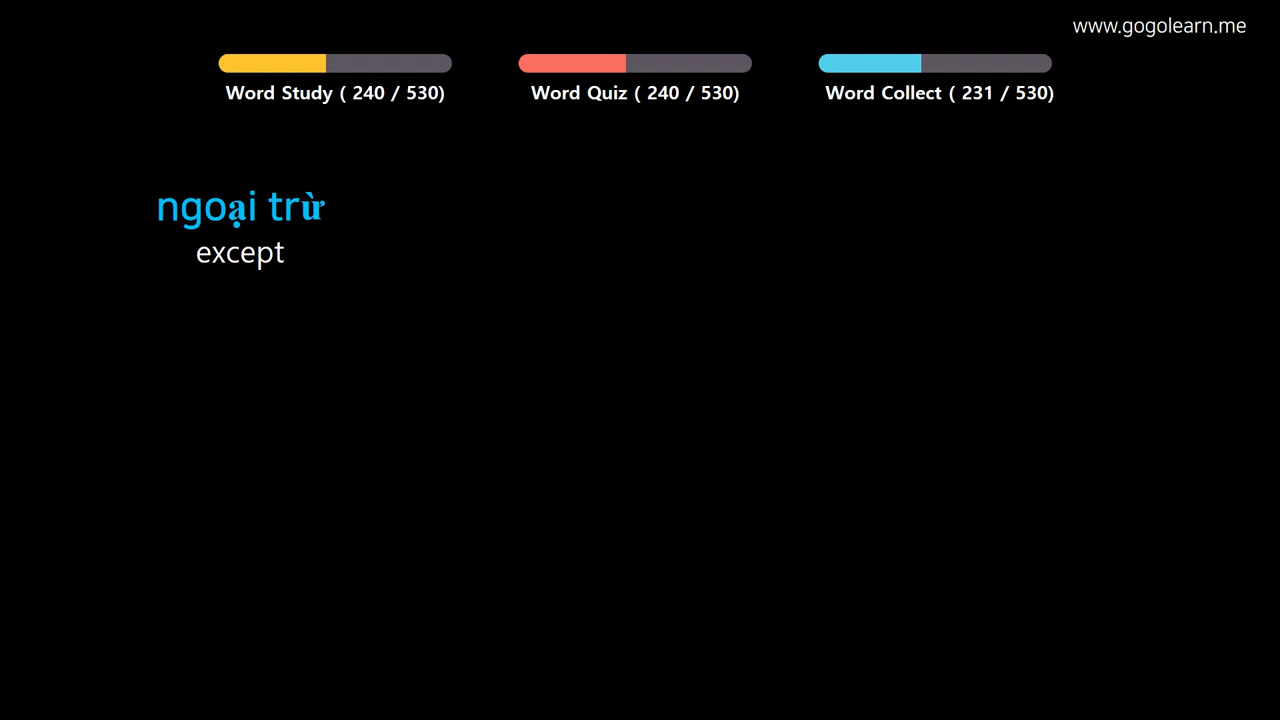 www.gogolearn.me
Word Study ( 240 / 530)
Word Quiz ( 240 / 530)
Word Collect ( 231 / 530)
ngoại trừ
except